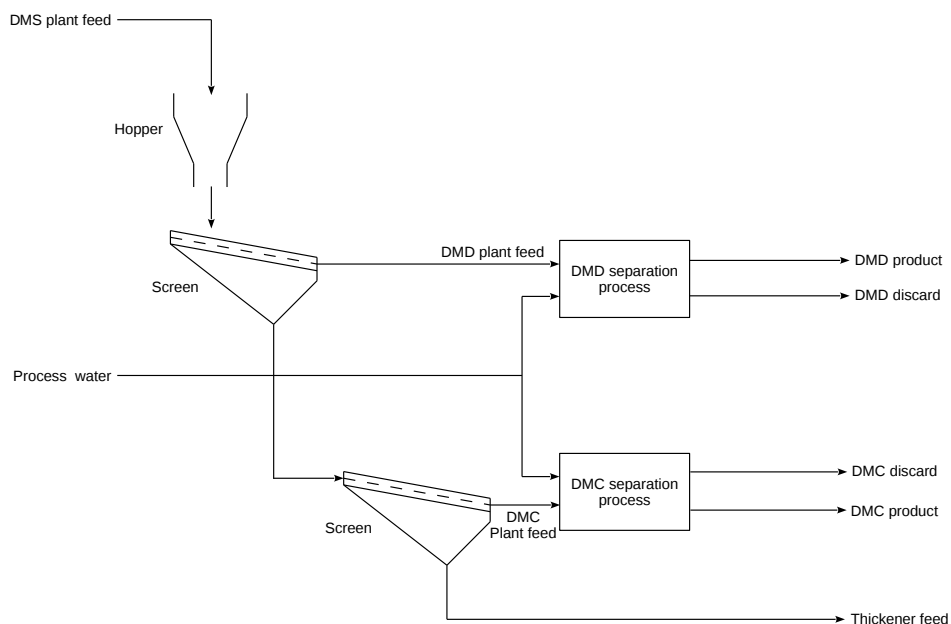 DMS plant feed
Hopper
DMD plant feed
DMD separation
process
DMD product
DMD discard
Screen
Process water
DMC separation
process
DMC discard
DMC product
Screen
DMC
Plant feed
Thickener feed